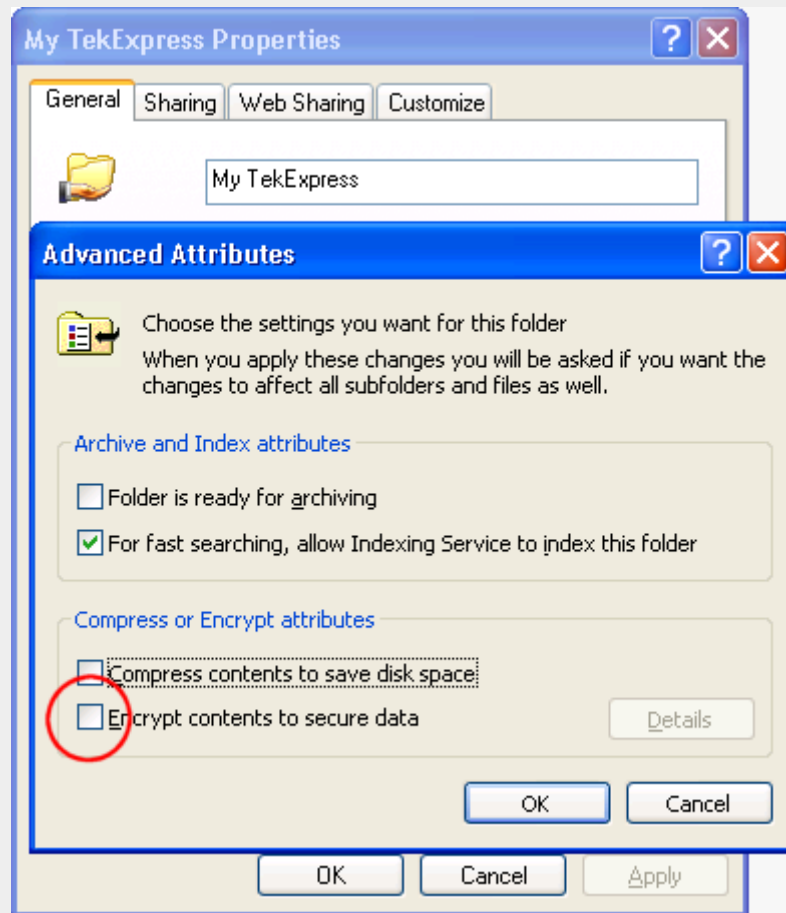 My TekExpress Properties
General Sharing Web Sharing Customize
My TekExpress
Advanced Attributes
Choose the settings you want for this folder
When you apply these changes you will be asked if you want the
changes to affect all subfolders and files as well.
Archive and Index attributes
Folder is ready for archiving
For fast searching, allow Indexing Service to index this folder
Compress or Encrypt attributes
Compress contents to save disk space
Encrypt contents to secure data
Details
OK Cancel
OK Cancel Apply